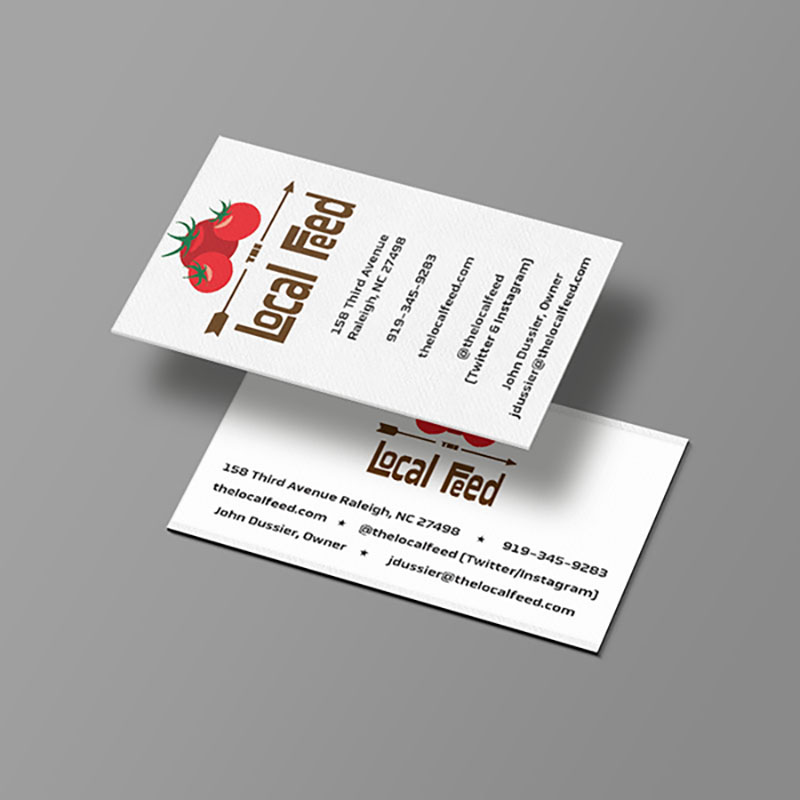 THE
Local Feed
158 Third Avenue
Raleigh, NC 27498
919-345-9283
thelocalfeed.com
@thelocalfeed
(Twitter & Instagram)
John Dussier, Owner
jdussier@thelocalfeed.com
THE
Local Feed
158 Third Avenue Raleigh, NC 27498 ★ 919-345-9283
thelocalfeed.com ★ @thelocalfeed (Twitter/Instagram)
John Dussier, Owner ★ jdussier@thelocalfeed.com